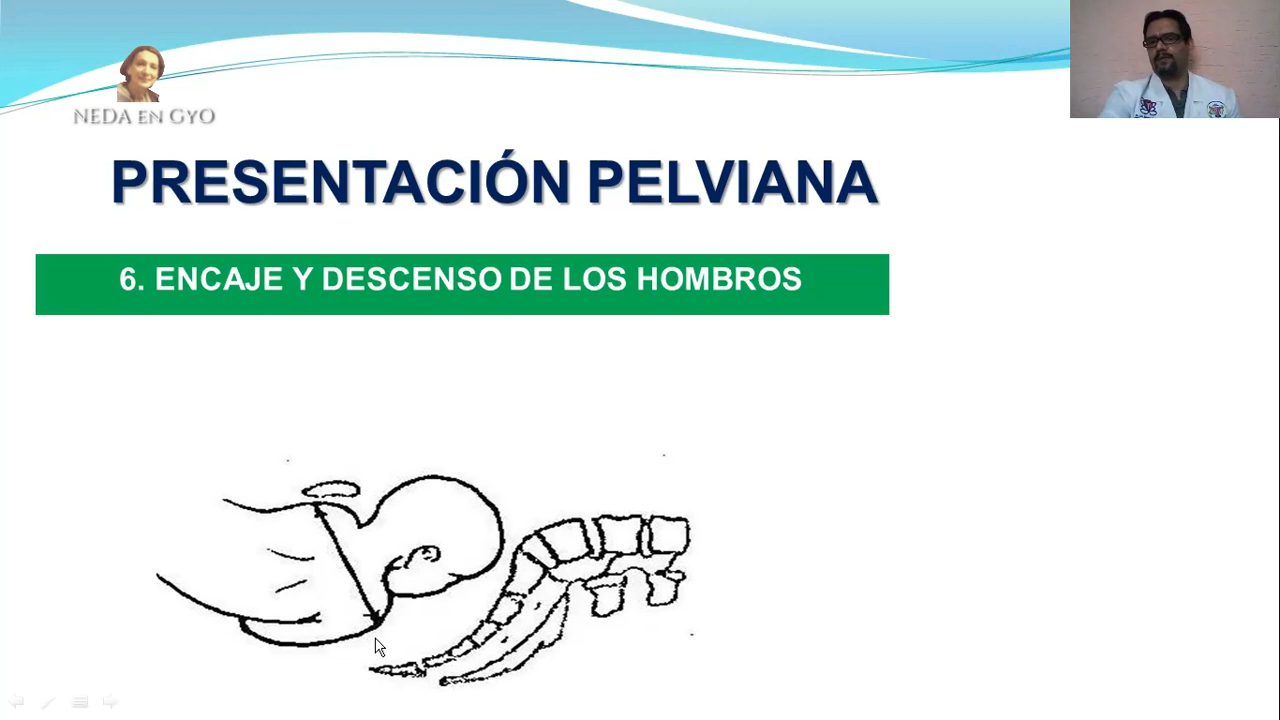 NEDA EN GYO
PRESENTACIÓN PELVIANA
6. ENCAJE Y DESCENSO DE LOS HOMBROS